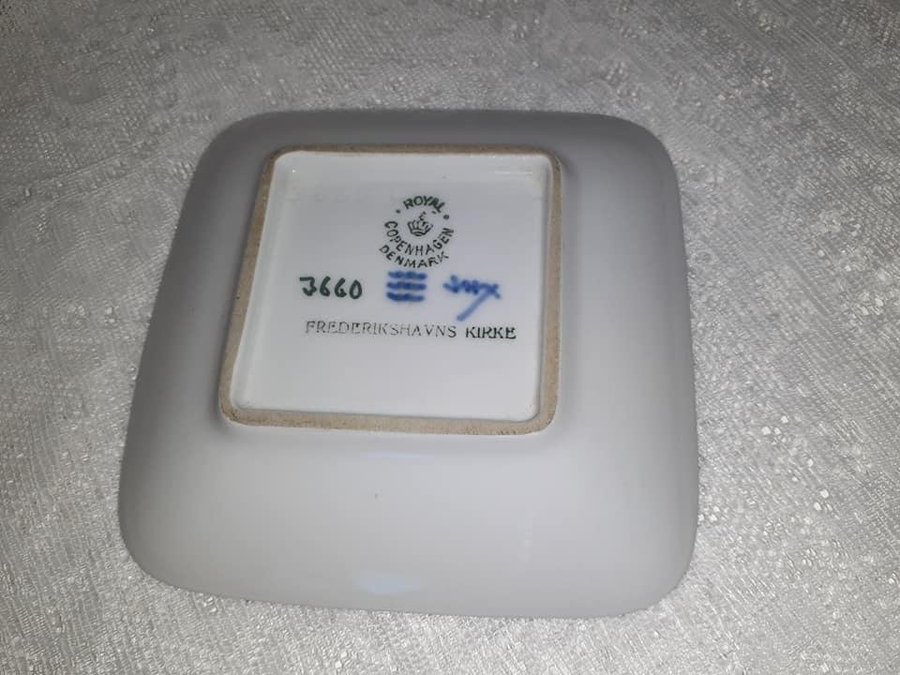 ROYAL
COPENHAGEN
DENMARK
3660
FREDERIKSHAVNS KIRKE